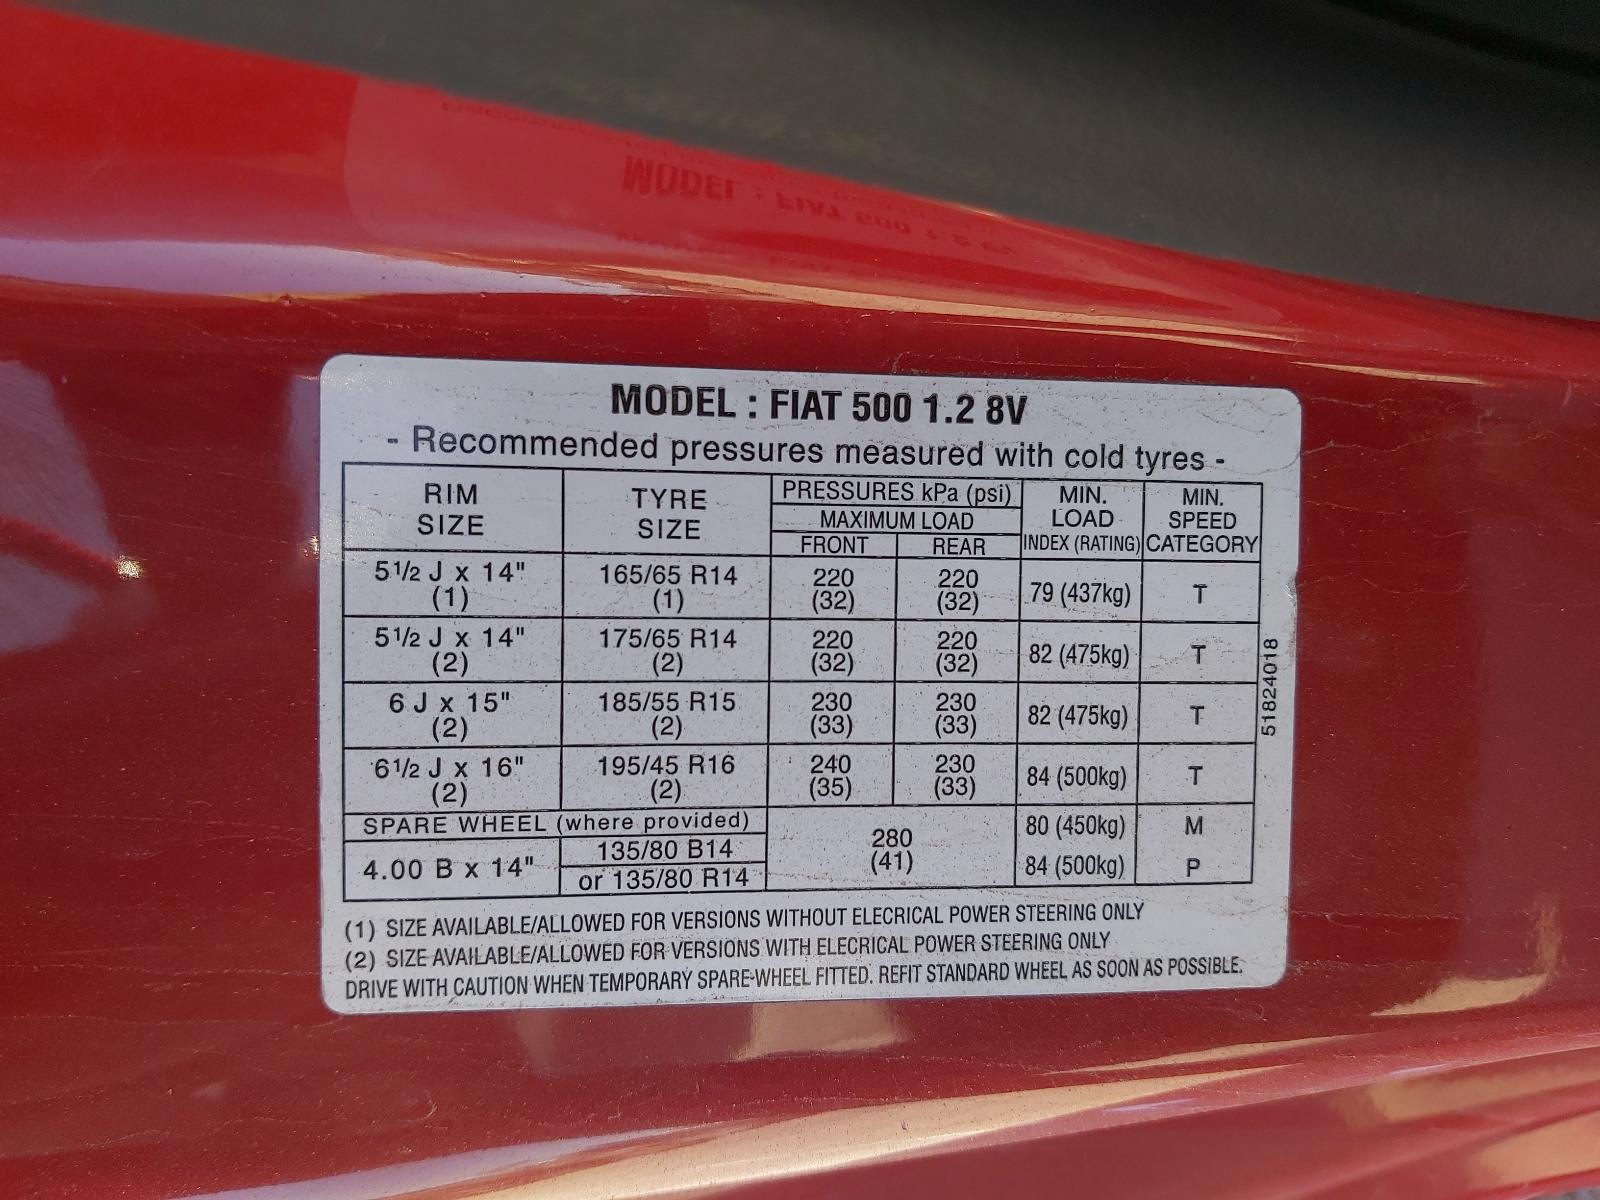 MODEL : FIAT 500 1.2 8V
- Recommended pressures measured with cold tyres -
RIM SIZE TYRE SIZE PRESSURES kPa (psi) MAXIMUM LOAD FRONT REAR MIN. LOAD INDEX (RATING) MIN. SPEED CATEGORY
5 1/2 J x 14" (1) 165/65 R14 (1) 220 (32) 220 (32) 79 (437kg) T
5 1/2 J x 14" (2) 175/65 R14 (2) 220 (32) 220 (32) 82 (475kg) T
6 J x 15" (2) 185/55 R15 (2) 230 (33) 230 (33) 82 (475kg) T
6 1/2 J x 16" (2) 195/45 R16 (2) 240 (35) 230 (33) 84 (500kg) T
SPARE WHEEL (where provided)
4.00 B x 14" 135/80 B14 280 (41) 80 (450kg) M
or 135/80 R14 84 (500kg) P
(1) SIZE AVAILABLE/ALLOWED FOR VERSIONS WITHOUT ELECRICAL POWER STEERING ONLY
(2) SIZE AVAILABLE/ALLOWED FOR VERSIONS WITH ELECRICAL POWER STEERING ONLY
DRIVE WITH CAUTION WHEN TEMPORARY SPARE-WHEEL FITTED. REFIT STANDARD WHEEL AS SOON AS POSSIBLE.
51824018